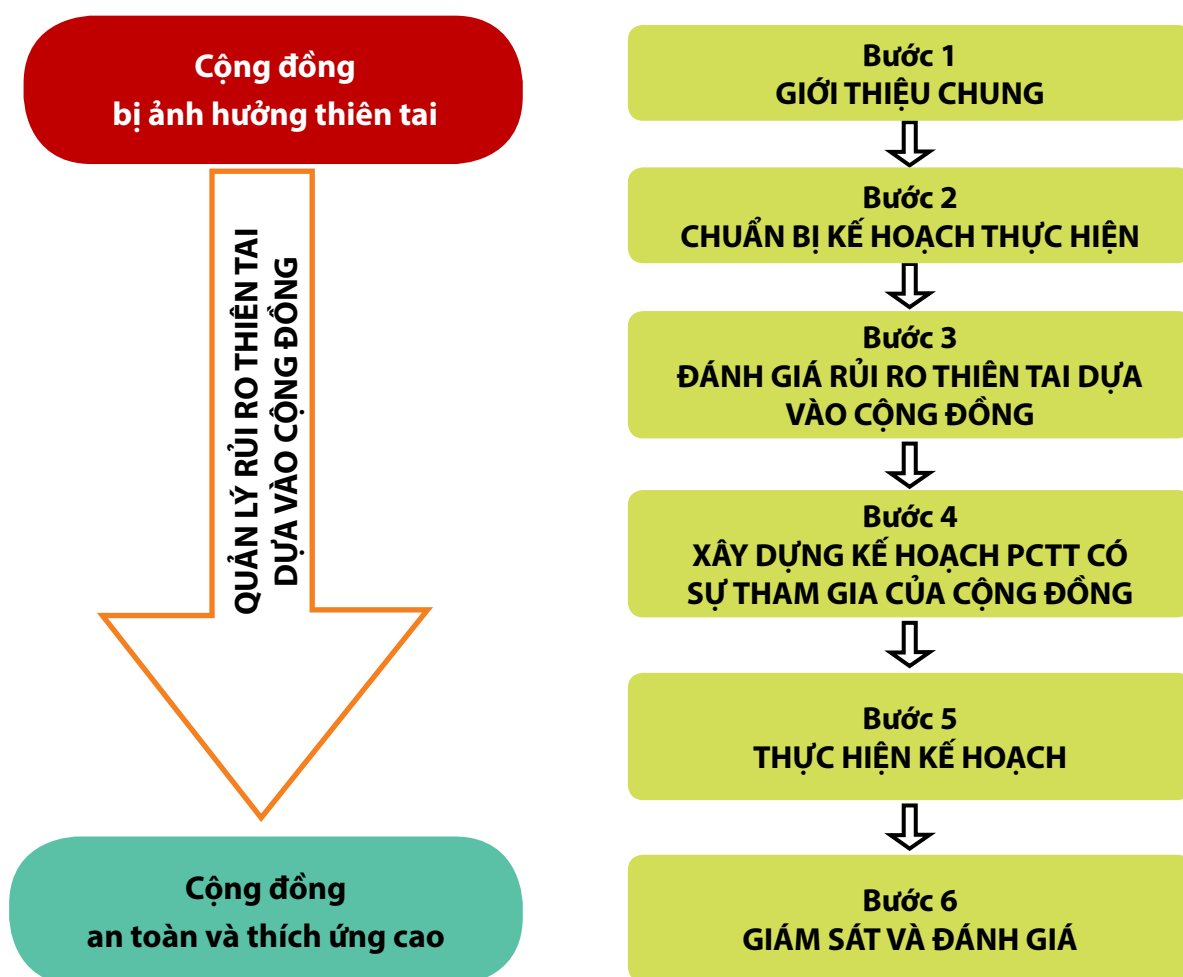 Cộng đồng
bị ảnh hưởng thiên tai
QUẢN LÝ RỦI RO THIÊN TAI
DỰA VÀO CỘNG ĐỒNG
Cộng đồng
an toàn và thích ứng cao
Bước 1
GIỚI THIỆU CHUNG
Bước 2
CHUẨN BỊ KẾ HOẠCH THỰC HIỆN
Bước 3
ĐÁNH GIÁ RỦI RO THIÊN TAI DỰA
VÀO CỘNG ĐỒNG
Bước 4
XÂY DỰNG KẾ HOẠCH PCTT CÓ
SỰ THAM GIA CỦA CỘNG ĐỒNG
Bước 5
THỰC HIỆN KẾ HOẠCH
Bước 6
GIÁM SÁT VÀ ĐÁNH GIÁ